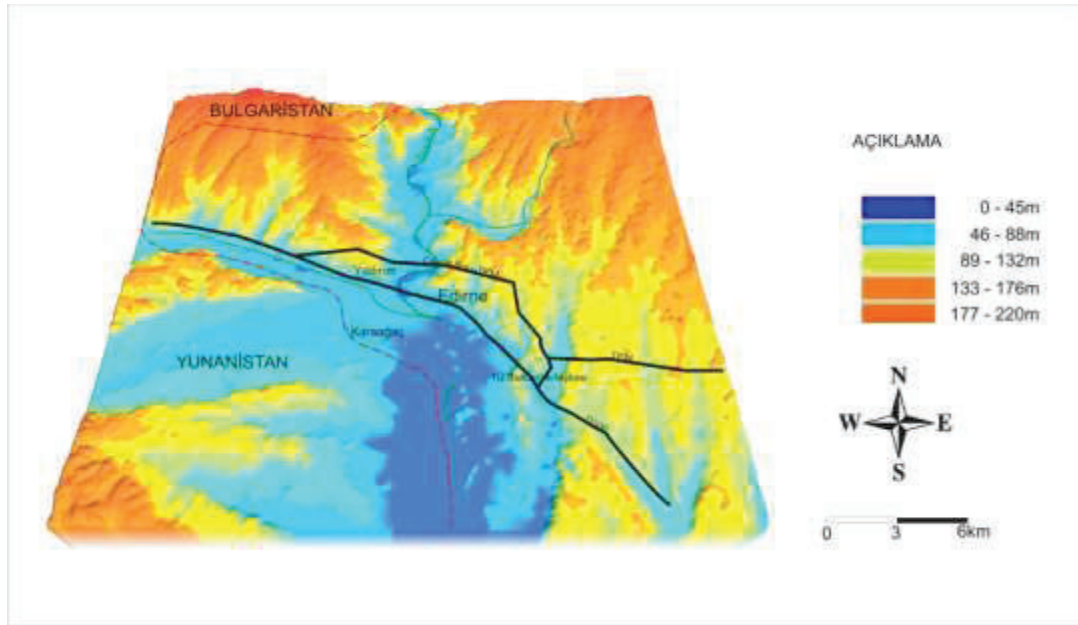 BULGARİSTAN
AÇIKLAMA
0 - 45m
46 - 88m
89 - 132m
133 - 176m
177 - 220m
Edirne
Karaağaç
YUNANİSTAN
N
W E
S
0 3 6km